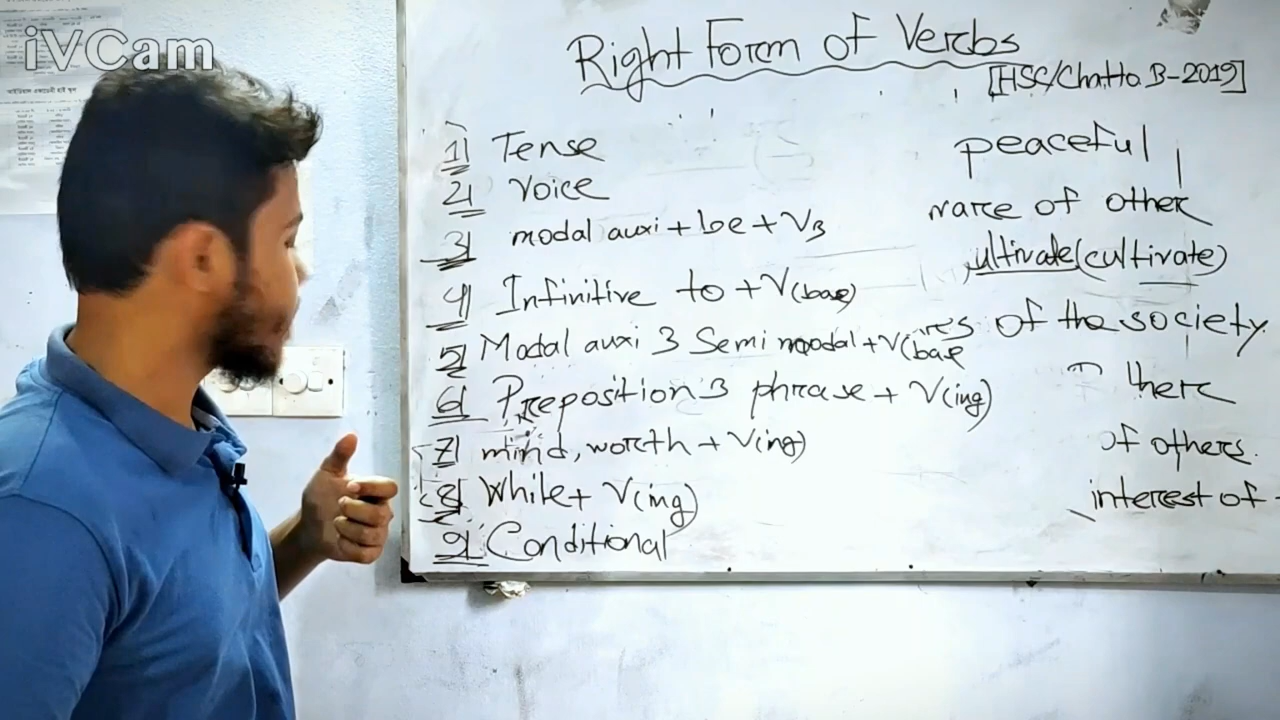 iVCam
Right Form of Verbs
[HSC/Chatto. B-2019]
1) Tense
2) Voice
3) modal auxi + be + V3
4) Infinitive to + V(base)
5) Modal auxi 3 Semi modal + V(base
6) Preposition 3 phrase + V(ing)
7) mind, worth + V(ing)
8) While + V(ing)
9) Conditional
peaceful
of other
ultivate (cultivate)
of the society
there
of others.
interest of